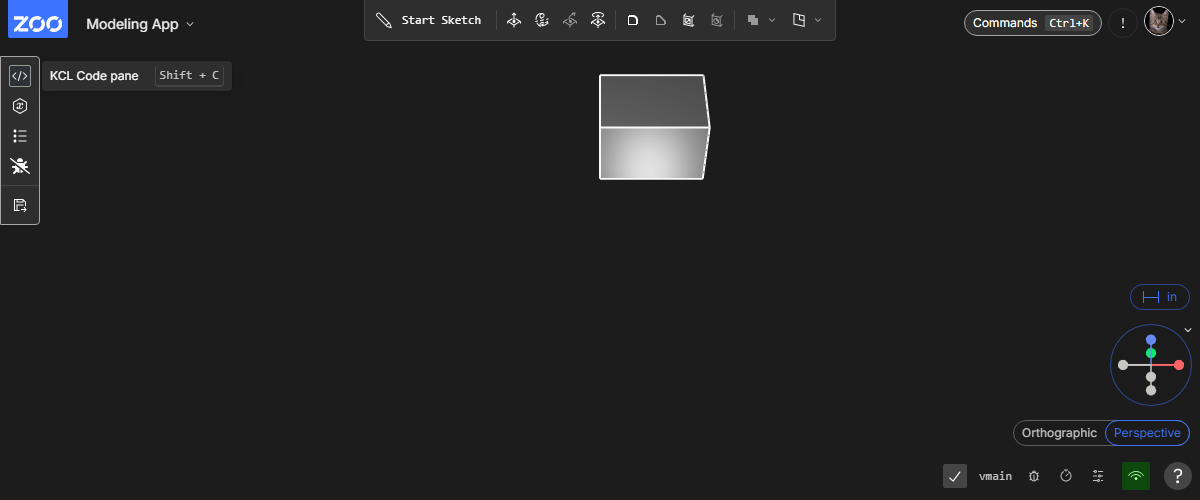 ZOO
Modeling App
Start Sketch
Commands Ctrl+K
!
KCL Code pane Shift + C
in
Orthographic Perspective
vmain
?